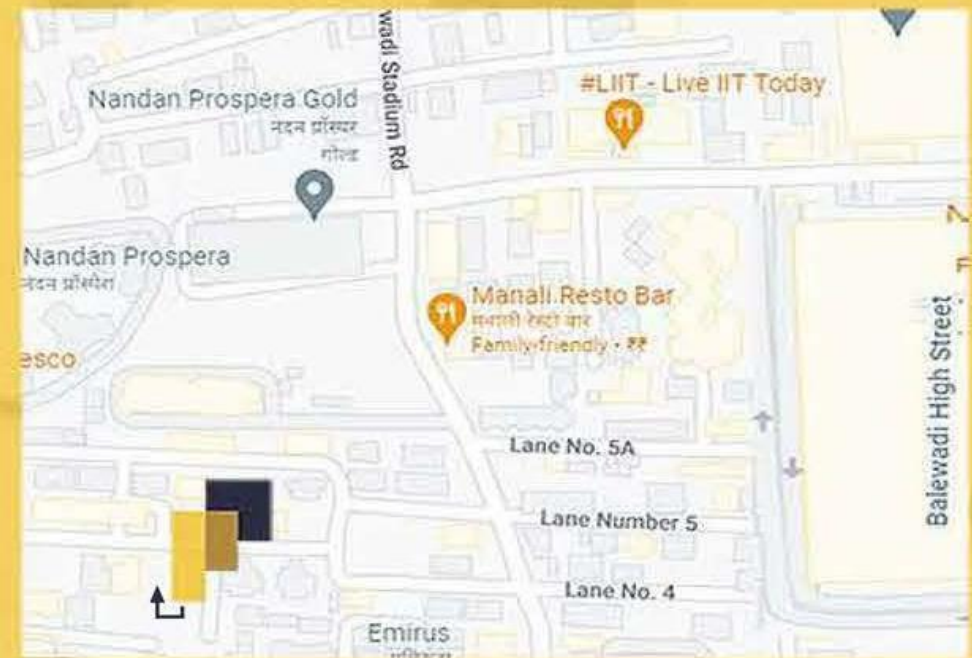 wadi Stadium Rd
#LIIT - Live IIT Today
Nandan Prospera Gold
नंदन प्रॉस्पर
गोल्ड
Nandan Prospera
नंदन प्रॉस्पेरा
Manali Resto Bar
मनाली रेस्टो बार
Family-friendly • ₹₹
esco
Balewadi High Street
Lane No. 5A
Lane Number 5
Lane No. 4
Emirus